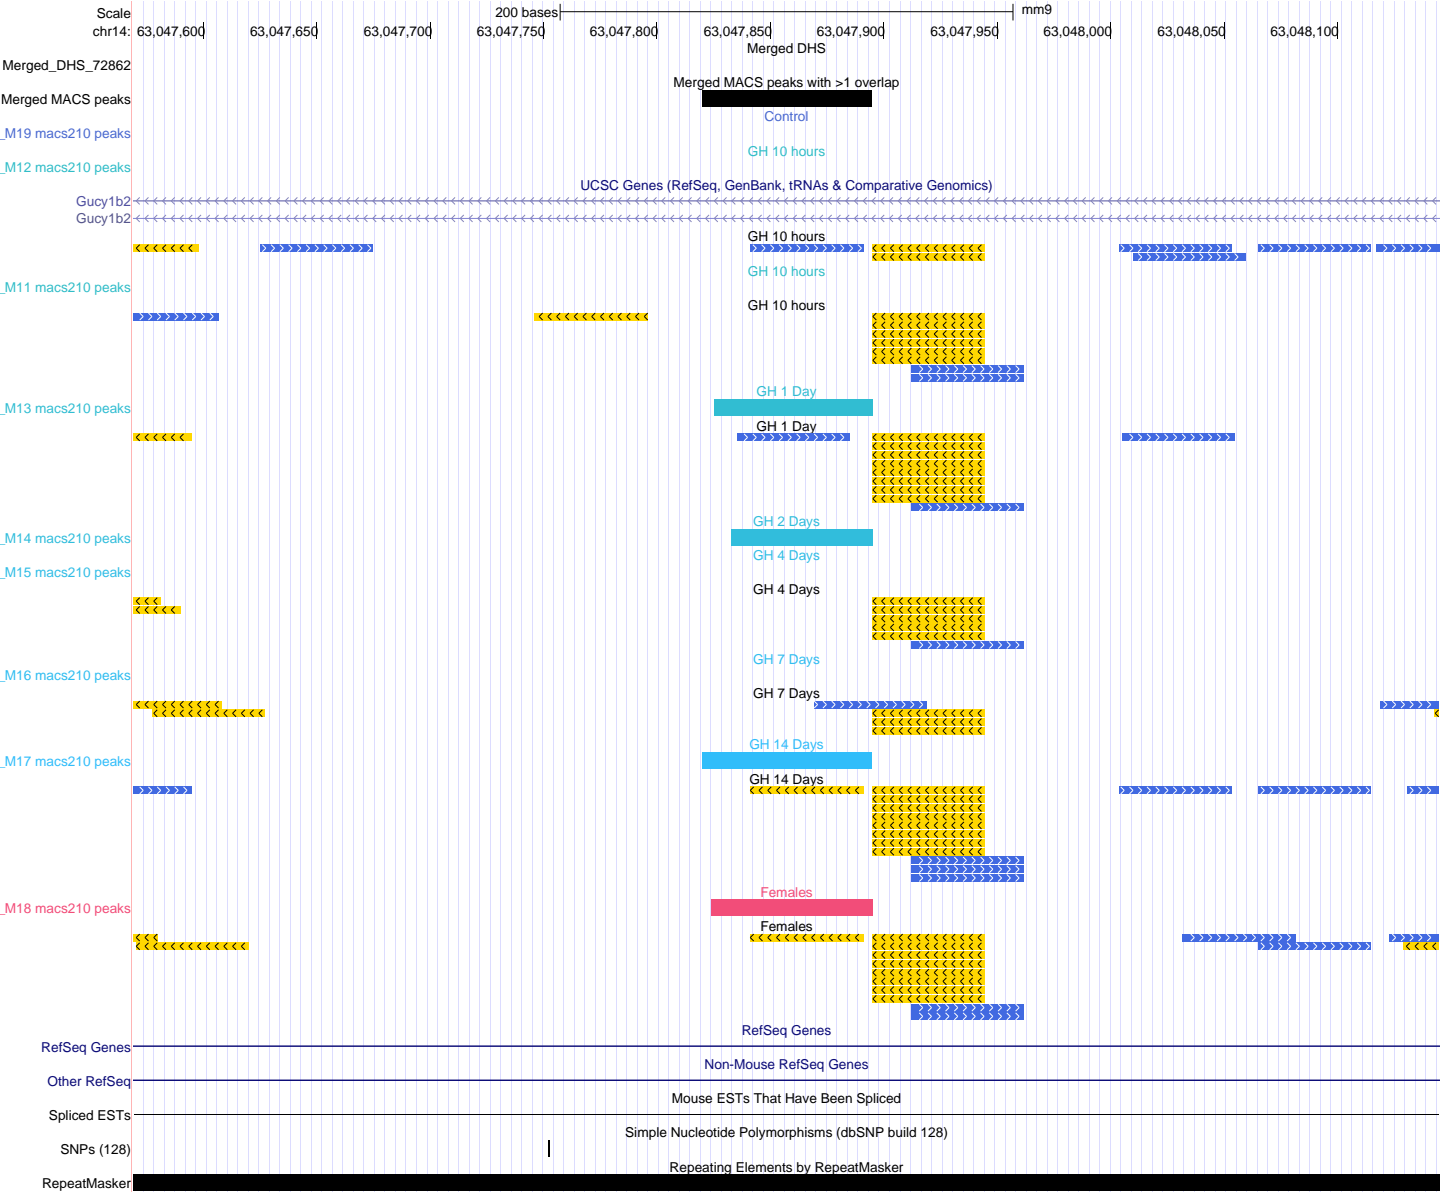 Scale 200 bases mm9
chr14: 63,047,600 63,047,650 63,047,700 63,047,750 63,047,800 63,047,850 63,047,900 63,047,950 63,048,000 63,048,050 63,048,100
Merged DHS
Merged_DHS_72862
Merged MACS peaks with >1 overlap
Merged MACS peaks
Control
_M19 macs210 peaks
GH 10 hours
_M12 macs210 peaks
UCSC Genes (RefSeq, GenBank, tRNAs & Comparative Genomics)
Gucy1b2
Gucy1b2
GH 10 hours
GH 10 hours
_M11 macs210 peaks
GH 10 hours
GH 1 Day
_M13 macs210 peaks
GH 1 Day
GH 2 Days
_M14 macs210 peaks
GH 4 Days
_M15 macs210 peaks
GH 4 Days
GH 7 Days
_M16 macs210 peaks
GH 7 Days
GH 14 Days
_M17 macs210 peaks
GH 14 Days
Females
_M18 macs210 peaks
Females
RefSeq Genes
RefSeq Genes
Non-Mouse RefSeq Genes
Other RefSeq
Mouse ESTs That Have Been Spliced
Spliced ESTs
Simple Nucleotide Polymorphisms (dbSNP build 128)
SNPs (128)
Repeating Elements by RepeatMasker
RepeatMasker